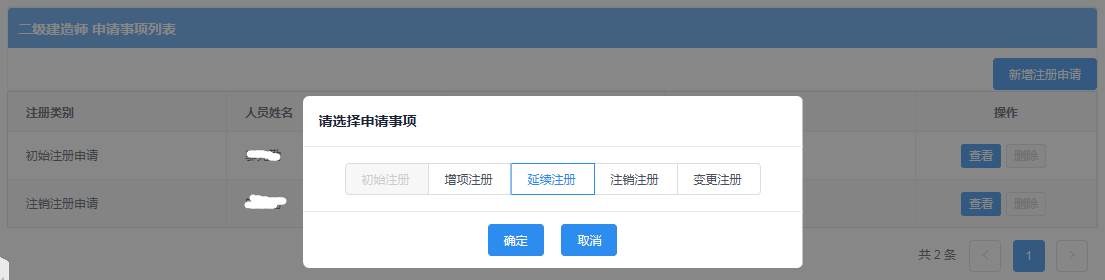 二级建造师 申请事项列表
新增注册申请
注册类别 人员姓名 操作
初始注册申请 查看 删除
注销注册申请 查看 删除
请选择申请事项
初始注册 增项注册 延续注册 注销注册 变更注册
确定 取消
共 2 条 < 1 >